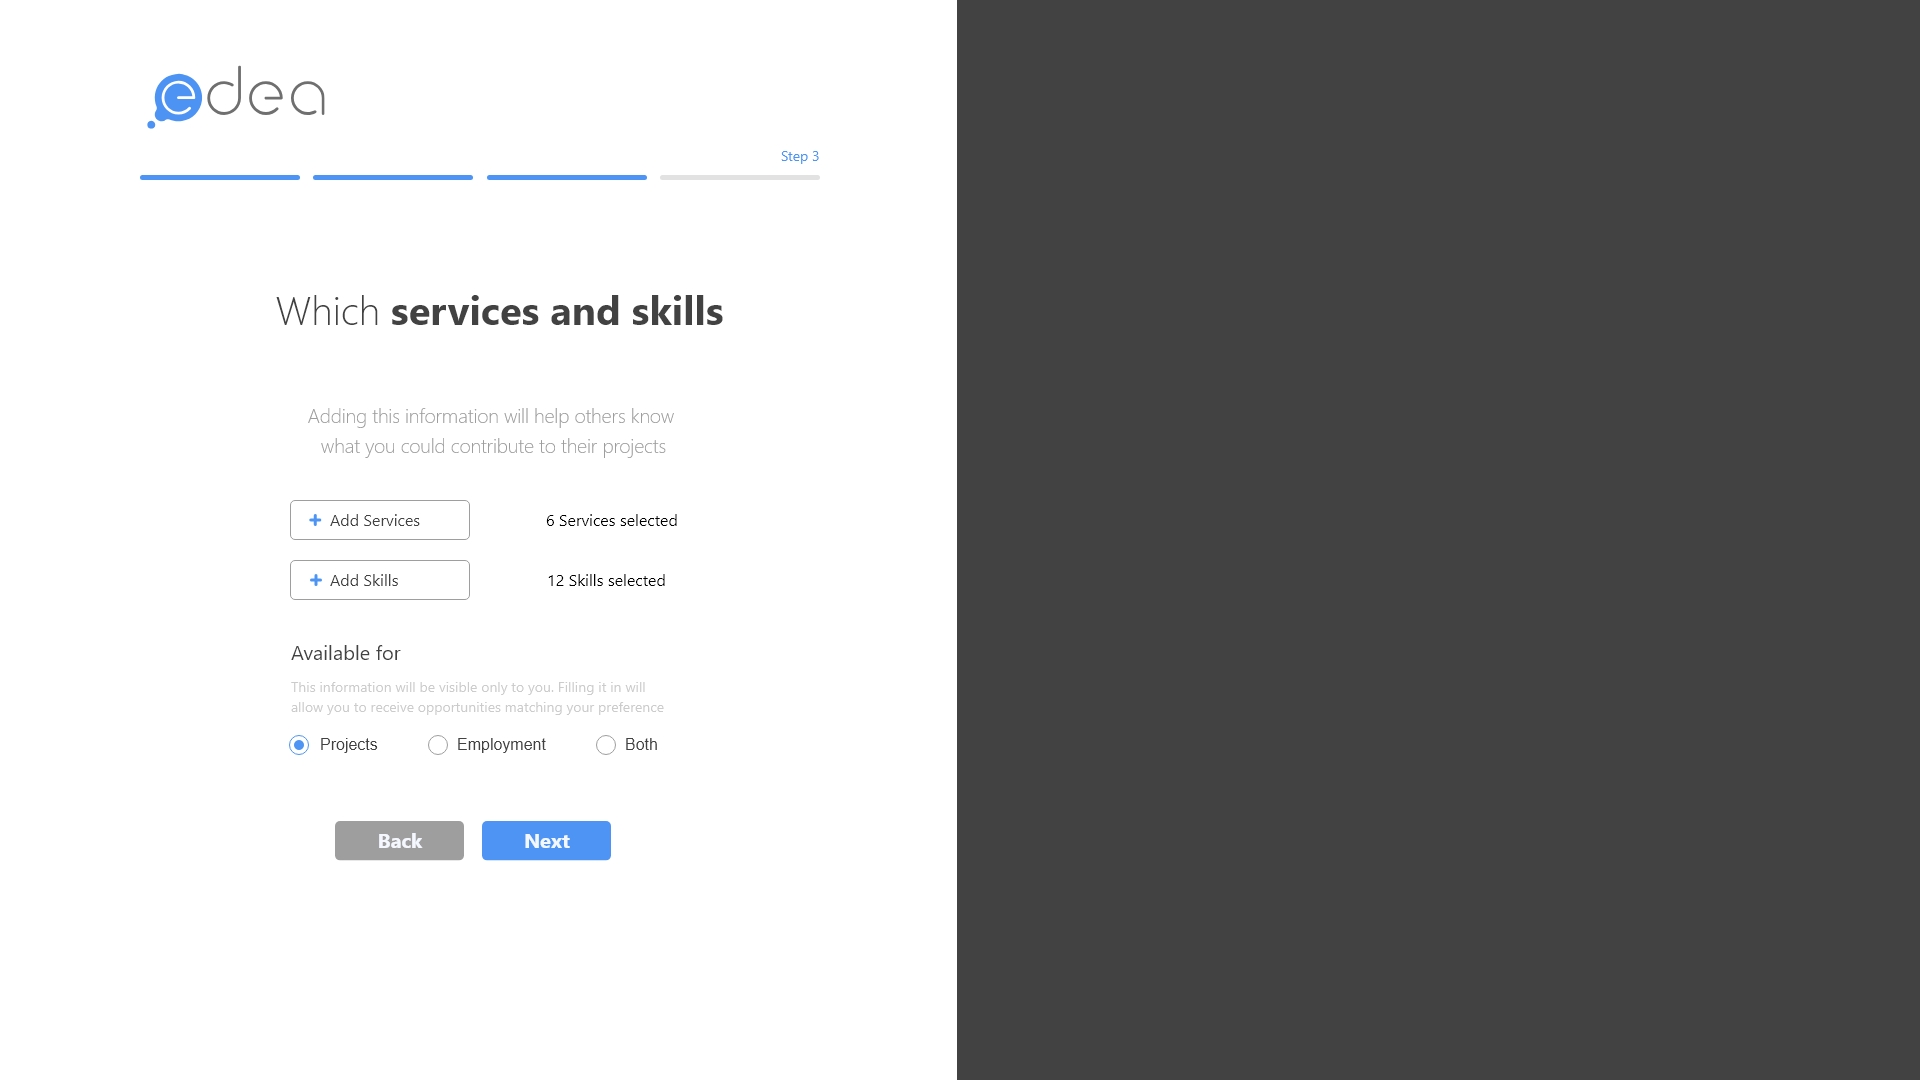 edea
Step 3
Which services and skills
Adding this information will help others know
what you could contribute to their projects
+ Add Services
6 Services selected
+ Add Skills
12 Skills selected
Available for
This information will be visible only to you. Filling it in will
allow you to receive opportunities matching your preference
Projects
Employment
Both
Back
Next